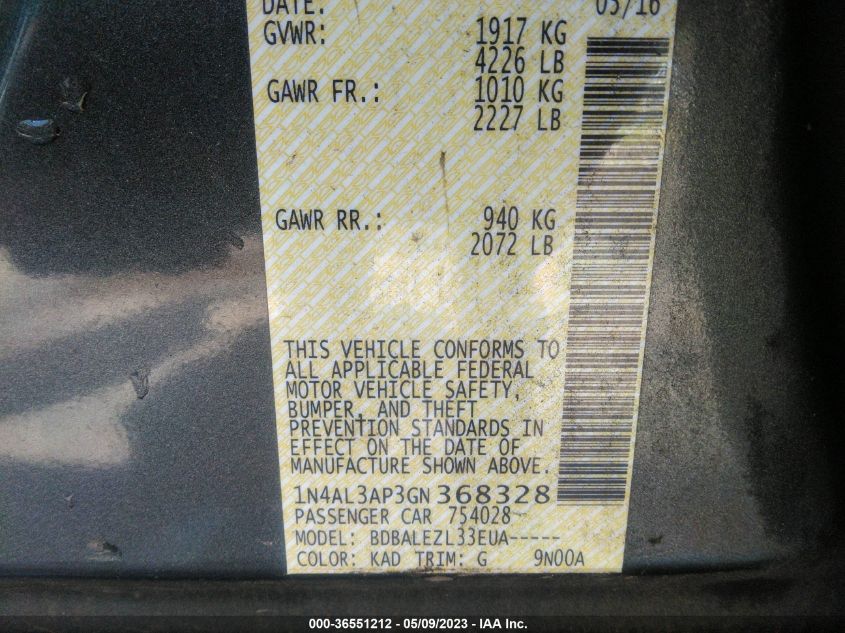 DATE: 03/16
GVWR: 1917 KG
4226 LB
GAWR FR.: 1010 KG
2227 LB
GAWR RR.: 940 KG
2072 LB
THIS VEHICLE CONFORMS TO
ALL APPLICABLE FEDERAL
MOTOR VEHICLE SAFETY,
BUMPER, AND THEFT
PREVENTION STANDARDS IN
EFFECT ON THE DATE OF
MANUFACTURE SHOWN ABOVE.
1N4AL3AP3GN368328
PASSENGER CAR 754028
MODEL: BDBALEZL33EUA-----
COLOR: KAD TRIM: G 9N00A
000-36551212 - 05/09/2023 - IAA Inc.